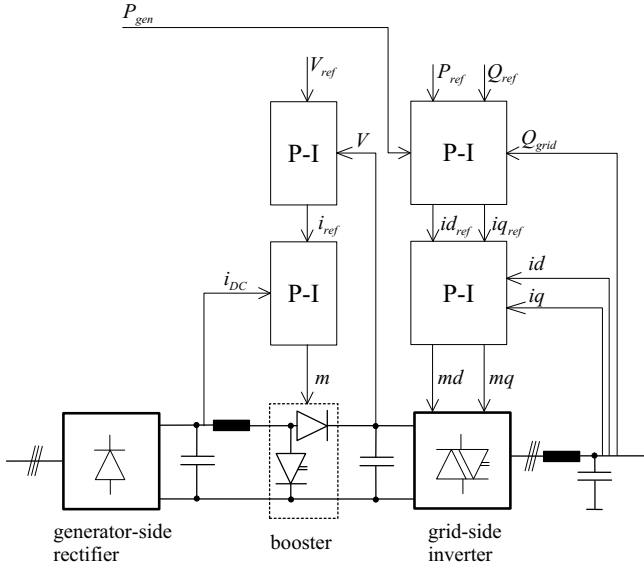 P_gen
V_ref
P_ref
Q_ref
P-I
V
P-I
Q_grid
i_ref
id_ref
iq_ref
P-I
P-I
id
i_DC
iq
m
md
mq
generator-side
rectifier
booster
grid-side
inverter